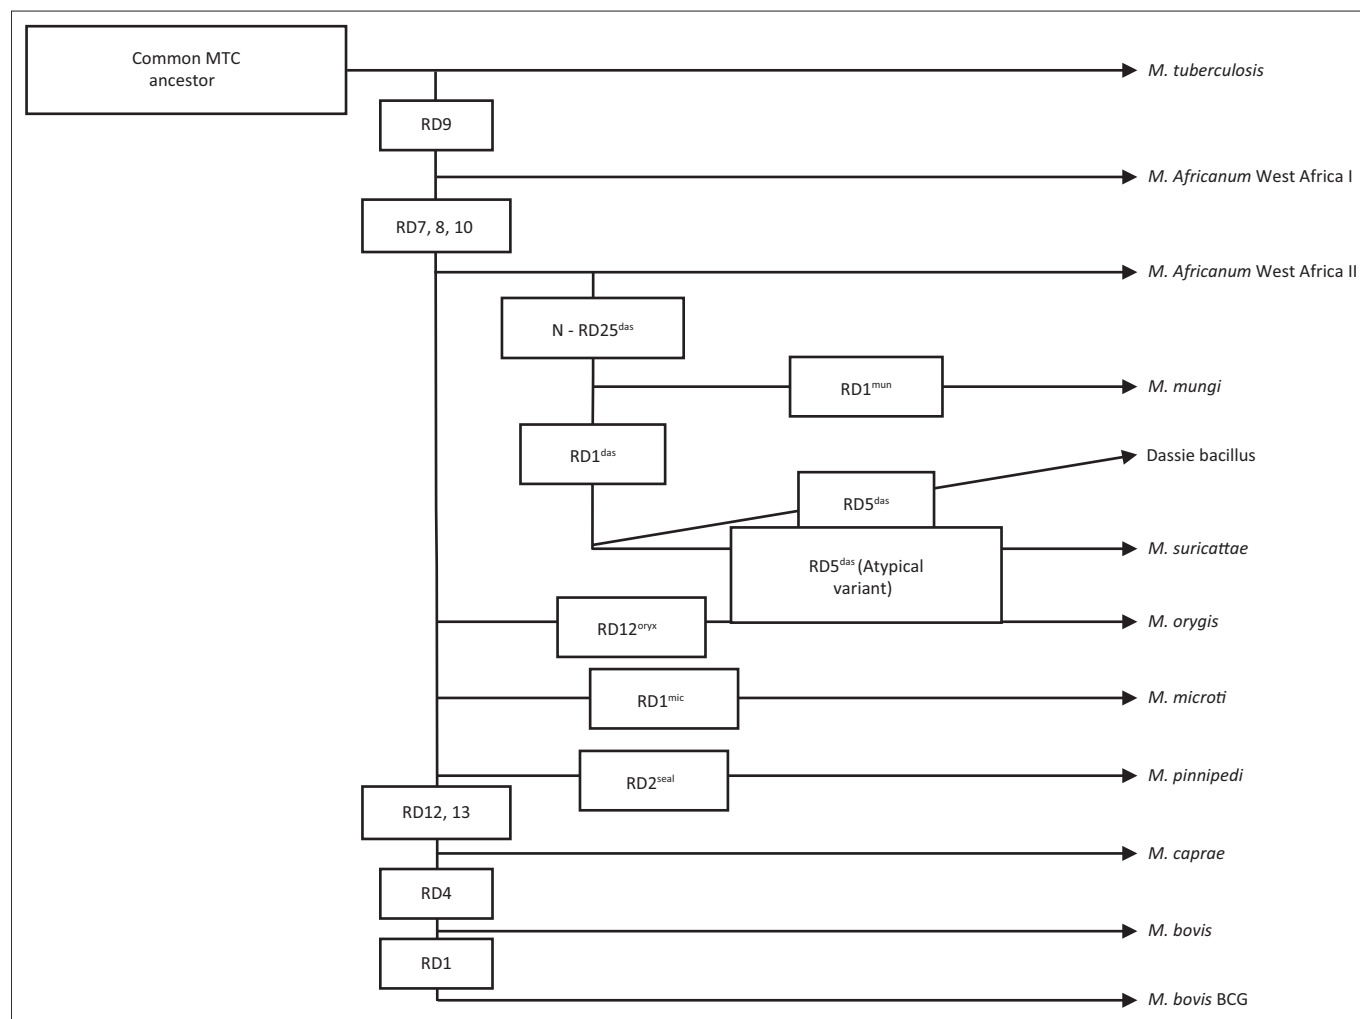 Common MTC
ancestor
M. tuberculosis
RD9
M. Africanum West Africa I
RD7, 8, 10
M. Africanum West Africa II
N - RD25das
RD1mun
M. mungi
RD1das
Dassie bacillus
RD5das
M. suricattae
RD5das (Atypical
variant)
RD12oryx
M. orygis
RD1mic
M. microti
RD2seal
M. pinnipedi
RD12, 13
M. caprae
RD4
M. bovis
RD1
M. bovis BCG